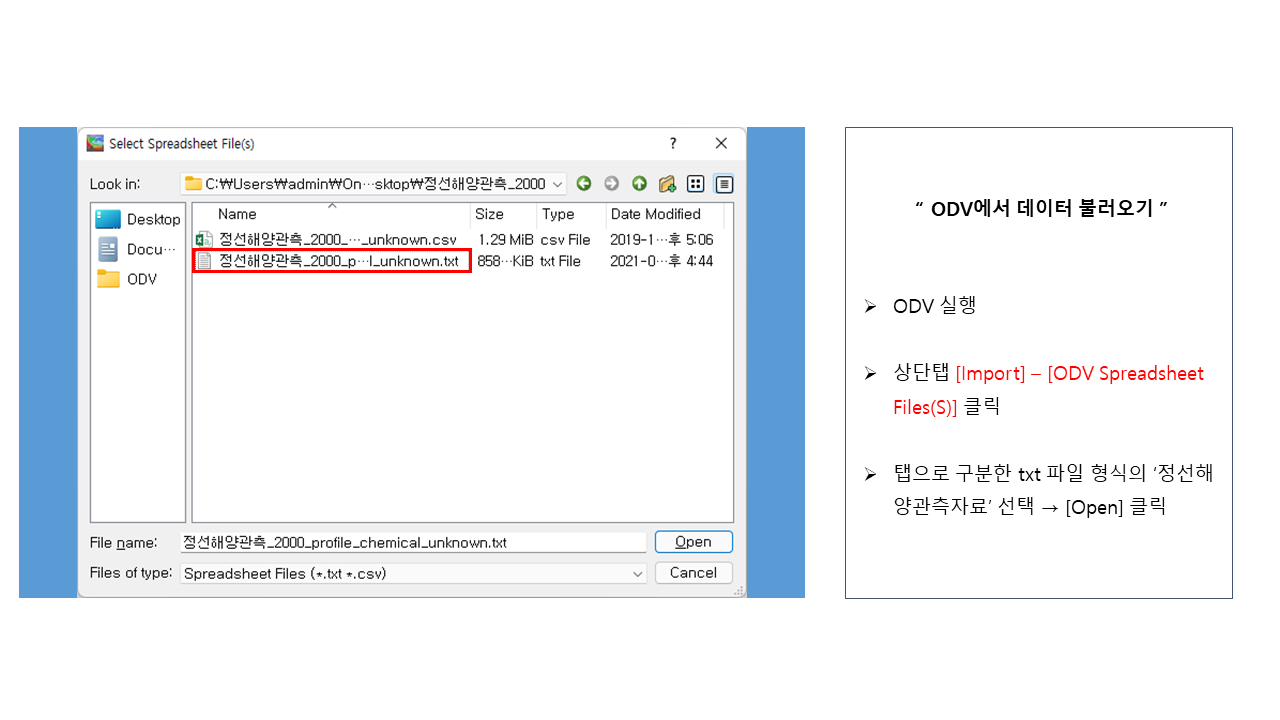 Select Spreadsheet File(s)
?
Look in:
C:₩Users₩admin₩On…sktop₩정선해양관측_2000
Desktop
Docu…
ODV
Name
Size
Type
Date Modified
정선해양관측_2000_…_unknown.csv
1.29 MiB
csv File
2019-1…후 5:06
정선해양관측_2000_p…l_unknown.txt
858…KiB
txt File
2021-0…후 4:44
File name:
정선해양관측_2000_profile_chemical_unknown.txt
Open
Files of type:
Spreadsheet Files (*.txt *.csv)
Cancel
“ ODV에서 데이터 불러오기 ”
➢ ODV 실행
➢ 상단탭 [Import] – [ODV Spreadsheet
Files(S)] 클릭
➢ 탭으로 구분한 txt 파일 형식의 ‘정선해
양관측자료’ 선택 → [Open] 클릭